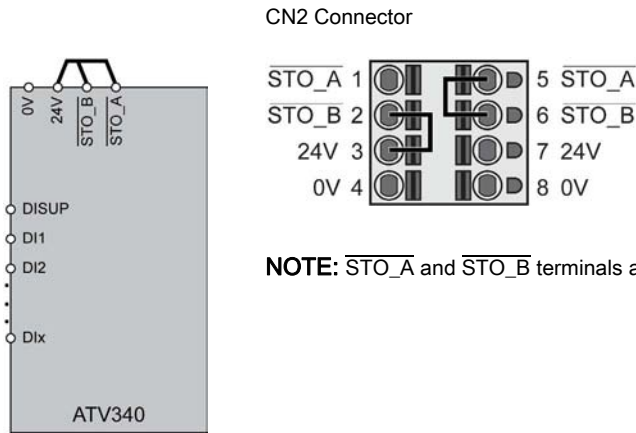 CN2 Connector
0V
24V
STO_B
STO_A
DISUP
DI1
DI2
DIx
ATV340
STO_A 1
STO_B 2
24V 3
0V 4
5 STO_A
6 STO_B
7 24V
8 0V
NOTE: STO_A and STO_B terminals a